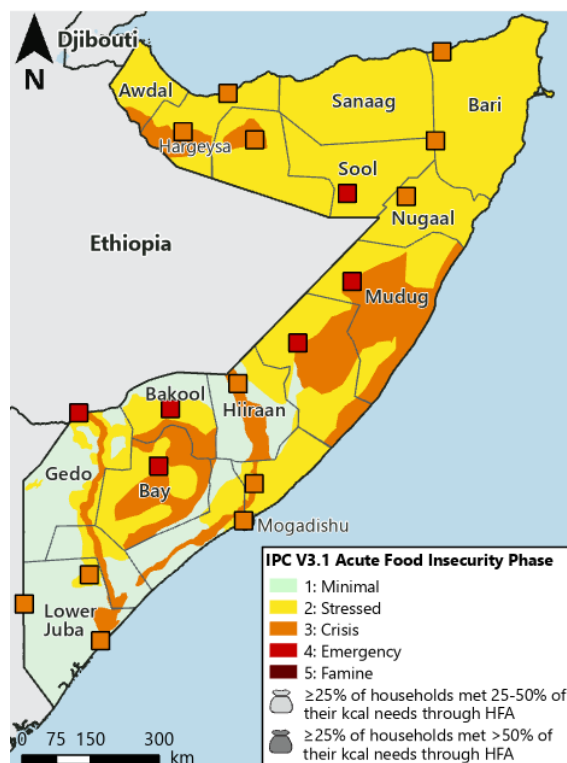 Djibouti
N
Awdal
Sanaag
Bari
Hargeysa
Sool
Nugaal
Ethiopia
Mudug
Bakool
Hiiraan
Gedo
Bay
Mogadishu
Lower
Juba
IPC V3.1 Acute Food Insecurity Phase
1: Minimal
2: Stressed
3: Crisis
4: Emergency
5: Famine
≥25% of households met 25-50% of
their kcal needs through HFA
≥25% of households met >50% of
their kcal needs through HFA
0 75 150 300
km